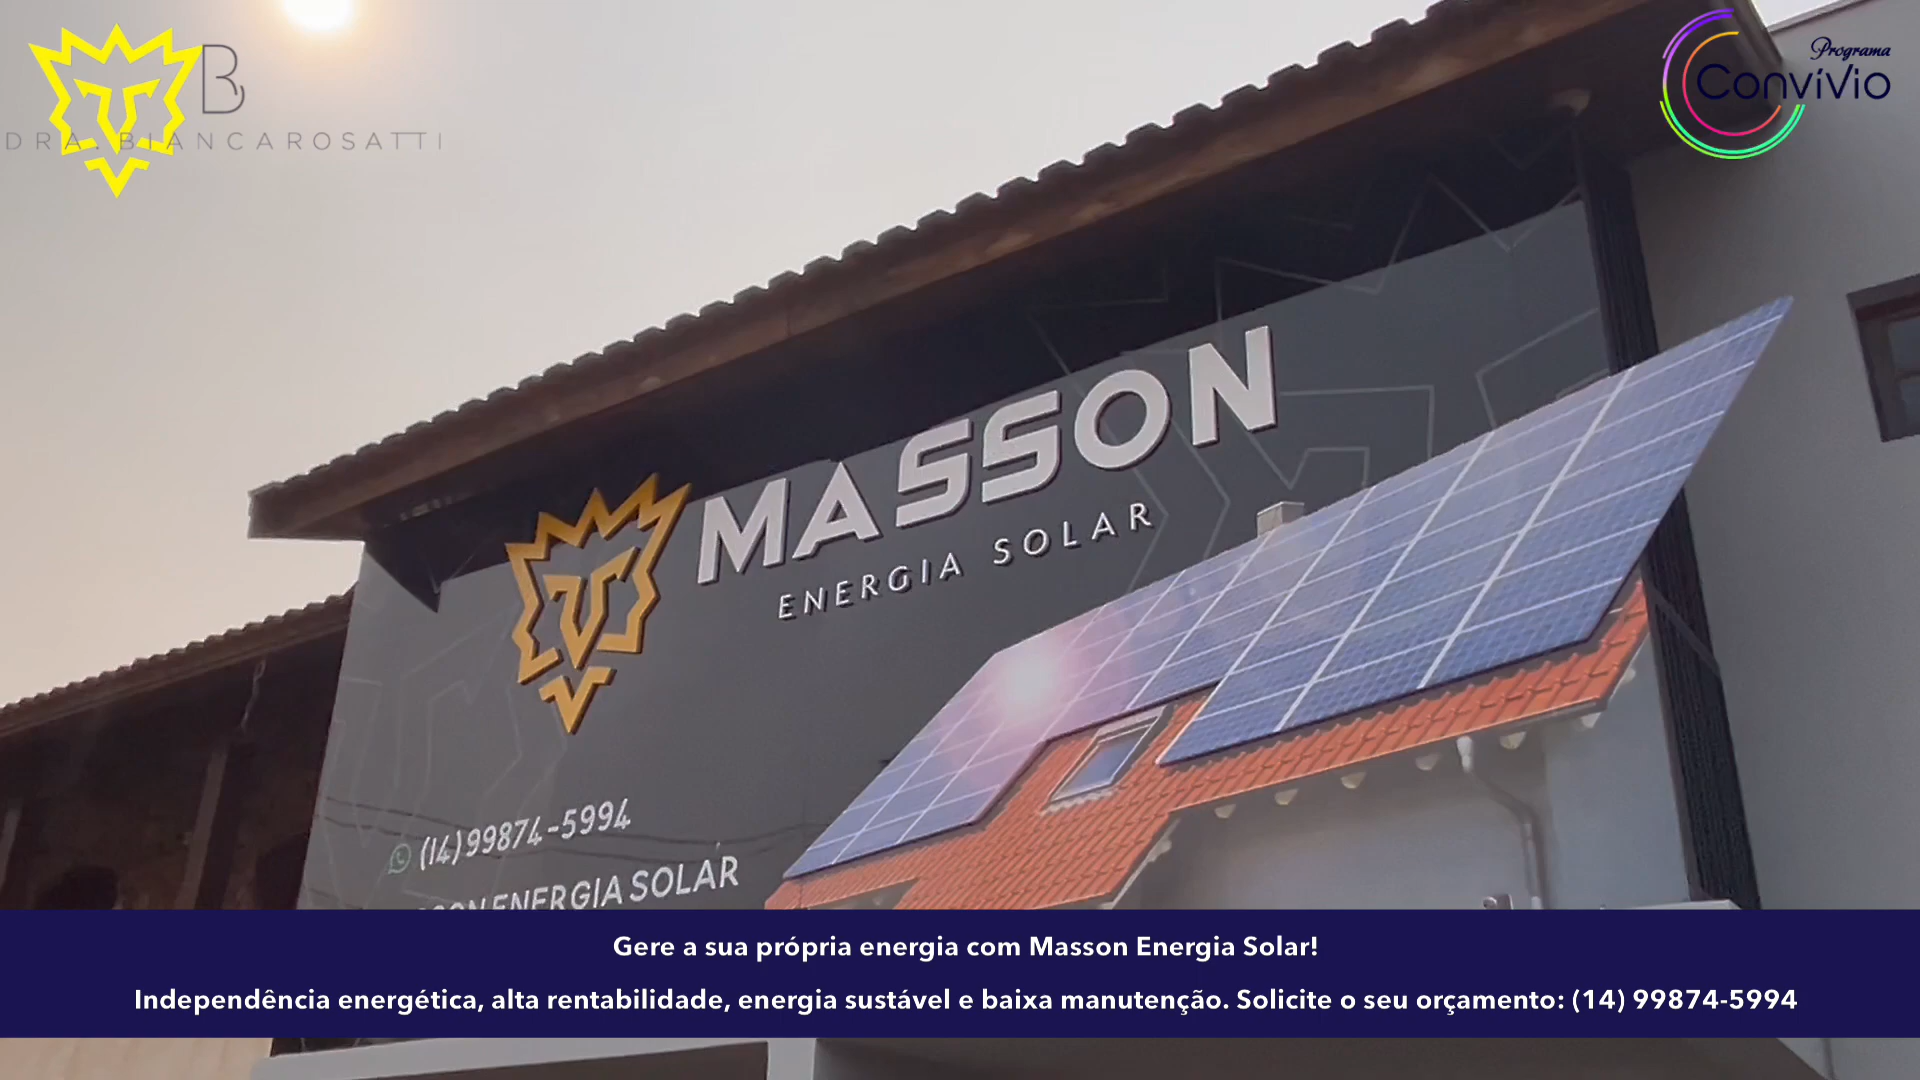 B
DRA. BIANCAROSATTI
Programa
ConvíVio
MASSON
ENERGIA SOLAR
(14) 99874-5994
ENERGIA SOLAR
Gere a sua própria energia com Masson Energia Solar!
Independência energética, alta rentabilidade, energia sustável e baixa manutenção. Solicite o seu orçamento: (14) 99874-5994